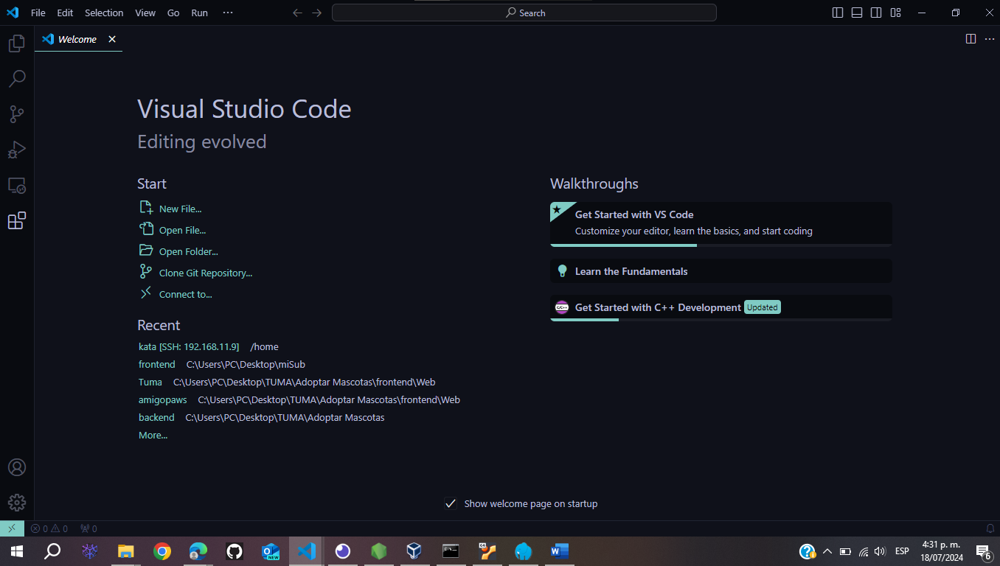 File Edit Selection View Go Run ··· Search
Welcome
Visual Studio Code
Editing evolved
Start
New File...
Open File...
Open Folder...
Clone Git Repository...
Connect to...
Recent
kata [SSH: 192.168.11.9] /home
frontend C:\Users\PC\Desktop\miSub
Tuma C:\Users\PC\Desktop\TUMA\Adoptar Mascotas\frontend\Web
amigopaws C:\Users\PC\Desktop\TUMA\Adoptar Mascotas\frontend\Web
backend C:\Users\PC\Desktop\TUMA\Adoptar Mascotas
More...
Walkthroughs
Get Started with VS Code
Customize your editor, learn the basics, and start coding
Learn the Fundamentals
C/C++ Get Started with C++ Development Updated
Show welcome page on startup
0 0 0
NEW
64
W
ESP
4:31 p. m.
18/07/2024
6